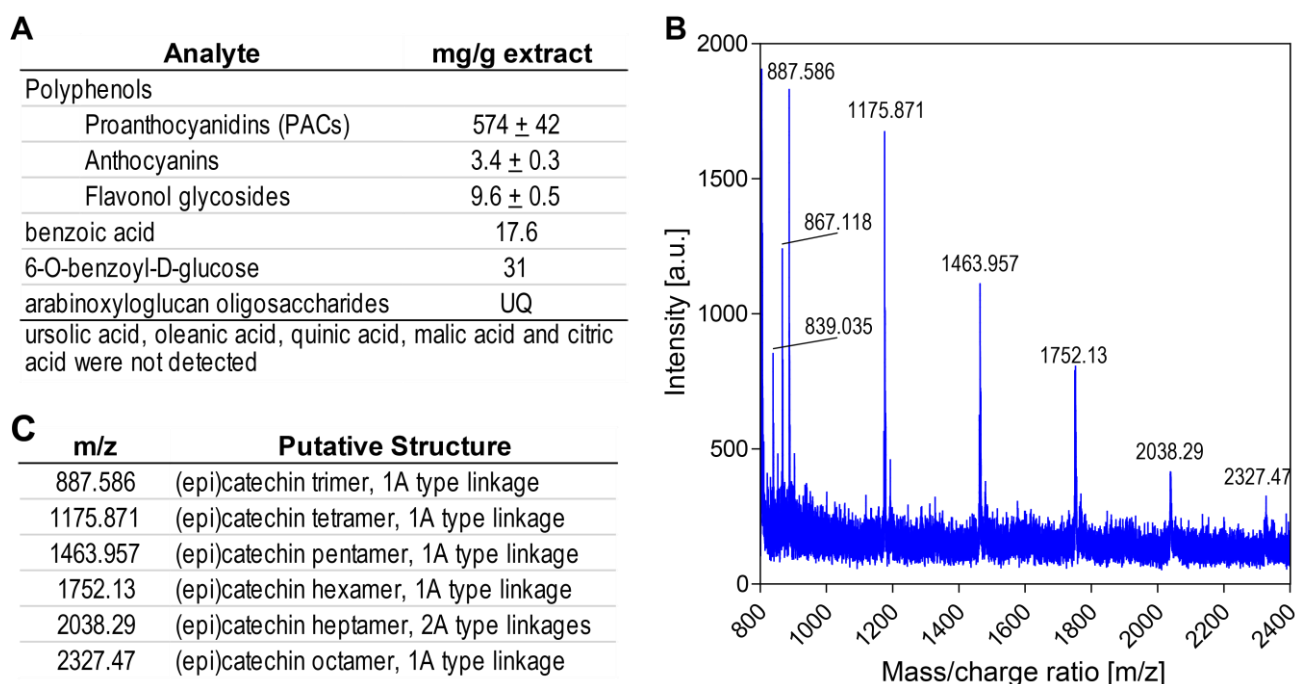 A
Analyte mg/g extract
Polyphenols
Proanthocyanidins (PACs) 574 ± 42
Anthocyanins 3.4 ± 0.3
Flavonol glycosides 9.6 ± 0.5
benzoic acid 17.6
6-O-benzoyl-D-glucose 31
arabinoxyloglucan oligosaccharides UQ
ursolic acid, oleanic acid, quinic acid, malic acid and citric
acid were not detected
C
m/z Putative Structure
887.586 (epi)catechin trimer, 1A type linkage
1175.871 (epi)catechin tetramer, 1A type linkage
1463.957 (epi)catechin pentamer, 1A type linkage
1752.13 (epi)catechin hexamer, 1A type linkage
2038.29 (epi)catechin heptamer, 2A type linkages
2327.47 (epi)catechin octamer, 1A type linkage
B
2000
1500
1000
500
0
Intensity [a.u.]
887.586
1175.871
867.118
1463.957
839.035
1752.13
2038.29
2327.47
800 1000 1200 1400 1600 1800 2000 2200 2400
Mass/charge ratio [m/z]